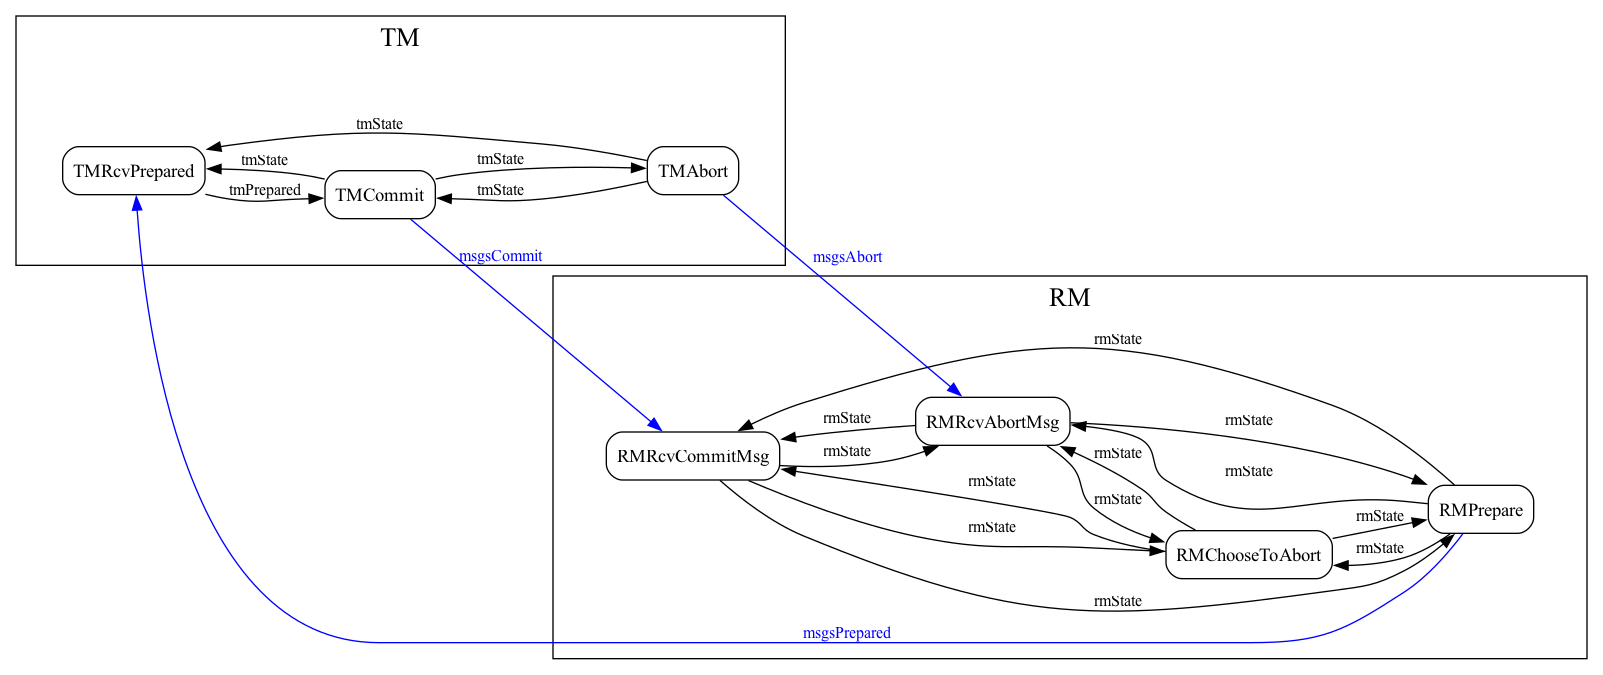 TM
tmState
tmState
tmState
TMRcvPrepared
TMAbort
tmPrepared
tmState
TMCommit
msgsCommit
msgsAbort
RM
rmState
rmState
RMRcvAbortMsg
rmState
rmState
rmState
RMRcvCommitMsg
rmState
rmState
rmState
RMPrepare
rmState
rmState
rmState
rmState
RMChooseToAbort
rmState
msgsPrepared